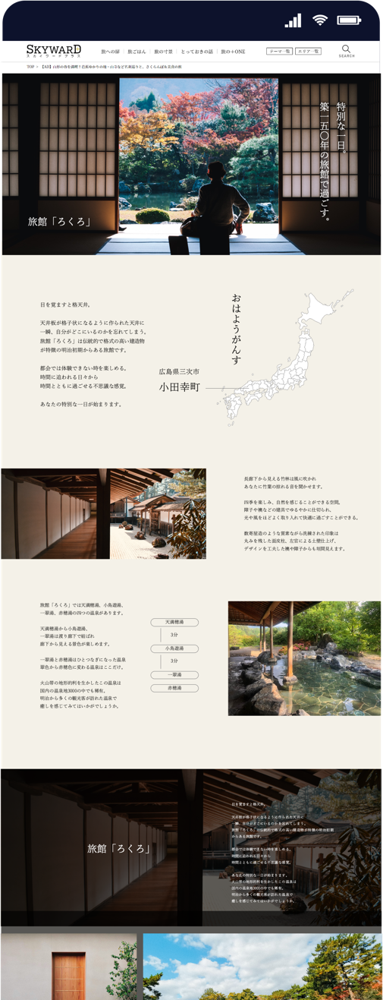 SKYWARD
スカイワードプラス
旅への扉
旅ごはん
旅の寸景
とっておきの話
旅の＋ONE
テーマ一覧
エリア一覧
SEARCH
TOP > 【AD】山形の春を満喫！芭蕉ゆかりの地・山寺など名刹巡りと、さくらんぼ&美食の旅
特別な一日。
築一五〇年の旅館で過ごす。
旅館「ろくろ」
目を覚ますと格天井。
天井板が格子状になるように作られた天井に
一瞬、自分がどこにいるのかを忘れてしまう。
旅館「ろくろ」は伝統的で格式の高い建造物
が特徴の明治初期からある旅館です。
都会では体験できない時を楽しめる。
時間に追われる日々から
時間とともに過ごせる不思議な感覚。
あなたの特別な一日が始まります。
おはようがんす
広島県三次市
小田幸町
長廊下から見える竹林は風に吹かれ
あなたに竹葉の掠れる音を聞かせます。
四季を楽しみ、自然を感じることができる空間。
障子や襖などの建具でゆるやかに仕切られ、
光や風をほどよく取り入れて快適に過ごすことができる。
数寄屋造のような質素ながら洗練された印象は
丸みを残した面皮柱、左官による土壁仕上げ、
デザインを工夫した襖や障子からも垣間見えます。
旅館「ろくろ」では天満穂湯、小鳥遊湯、
一翠湯、赤穂湯の四つの温泉があります。
天満穂湯から小鳥遊湯、
一翠湯は渡り廊下で結ばれ
廊下から見える景色が楽しめます。
一翠湯と赤穂湯はひとつなぎになった温泉
翠色から赤穂色に変わる温泉はここだけ。
火山帯の地形的利を生かしたこの温泉は
国内の温泉地3000の中でも稀有。
明治から多くの観光客が訪れた温泉で
癒しを感じてみてはいかがでしょうか。
天満穂湯
3分
小鳥遊湯
3分
一翠湯
赤穂湯
旅館「ろくろ」
目を覚ますと格天井。
天井板が格子状になるように作られた天井に
一瞬、自分がどこにいるのかを忘れてしまう。
旅館「ろくろ」は伝統的で格式の高い建造物が特徴の明治初期
からある旅館です。
都会では体験できない時を楽しめる。
時間に追われる日々から
時間とともに過ごせる不思議な感覚。
あなたの特別な一日が始まります。
火山帯の地形的利を生かしたこの温泉は
国内の温泉地3000の中でも稀有。
明治から多くの観光客が訪れた温泉で
癒しを感じてみてはいかがでしょうか。